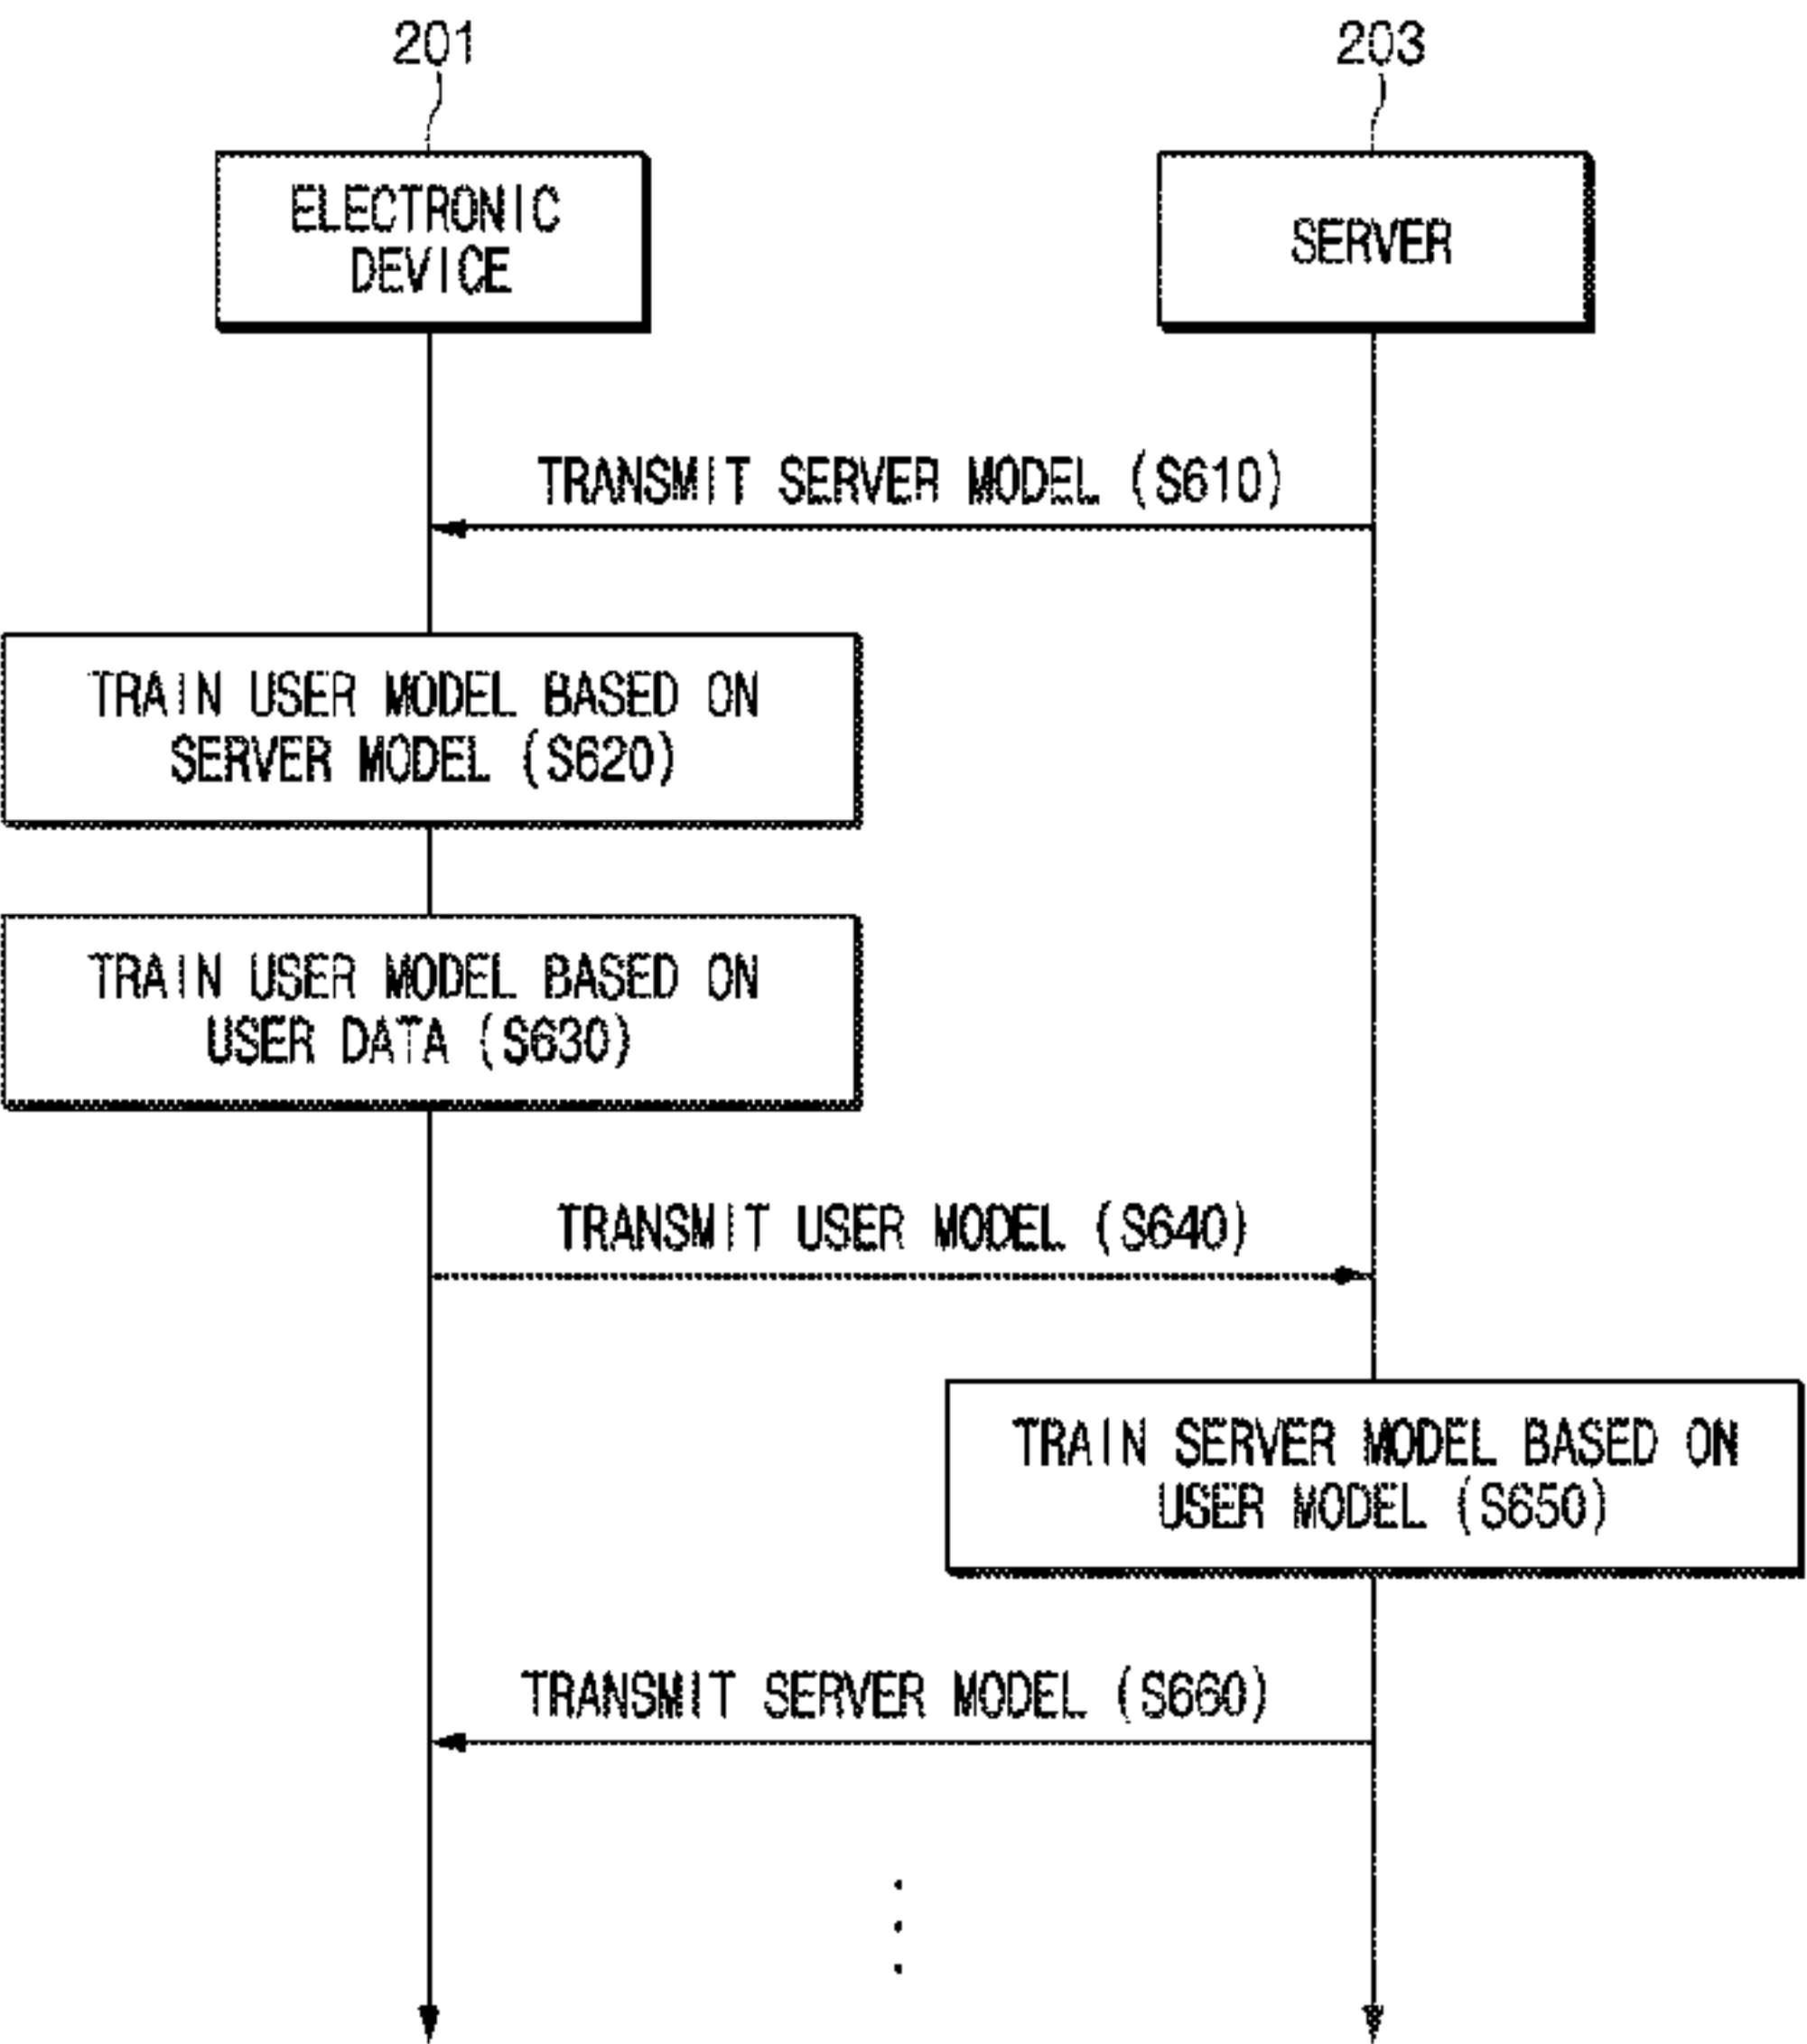 201
203
ELECTRONIC
DEVICE
SERVER
TRANSMIT SERVER MODEL (S610)
TRAIN USER MODEL BASED ON
SERVER MODEL (S620)
TRAIN USER MODEL BASED ON
USER DATA (S630)
TRANSMIT USER MODEL (S640)
TRAIN SERVER MODEL BASED ON
USER MODEL (S650)
TRANSMIT SERVER MODEL (S660)